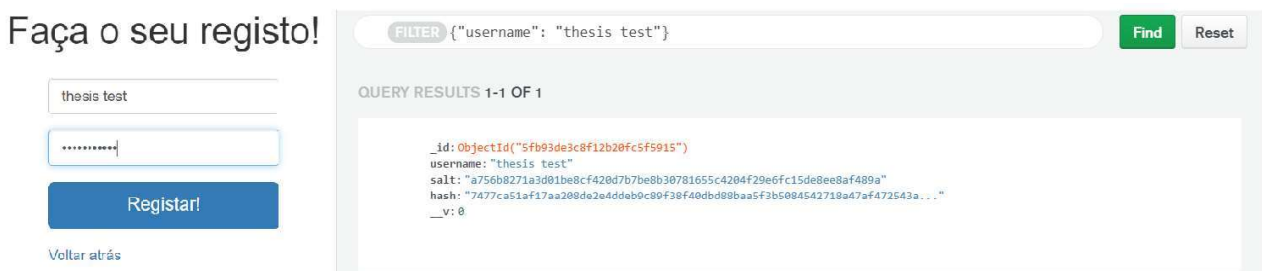 Faça o seu registo!
thesis test
•••••••••••
Registar!
Voltar atrás
FILTER {"username": "thesis test"}
Find
Reset
QUERY RESULTS 1-1 OF 1
_id: ObjectId("5fb93de3c8f12b20fc5f5915")
username: "thesis test"
salt: "a756b8271a3d01be8cf420d7b7be8b30781655c4204f29e6fc15de8ee8af489a"
hash: "7477ca51af17aa208de2e4ddeb9c89f38f40dbd88baa5f3b5084542718a47af472543a..."
__v: 0